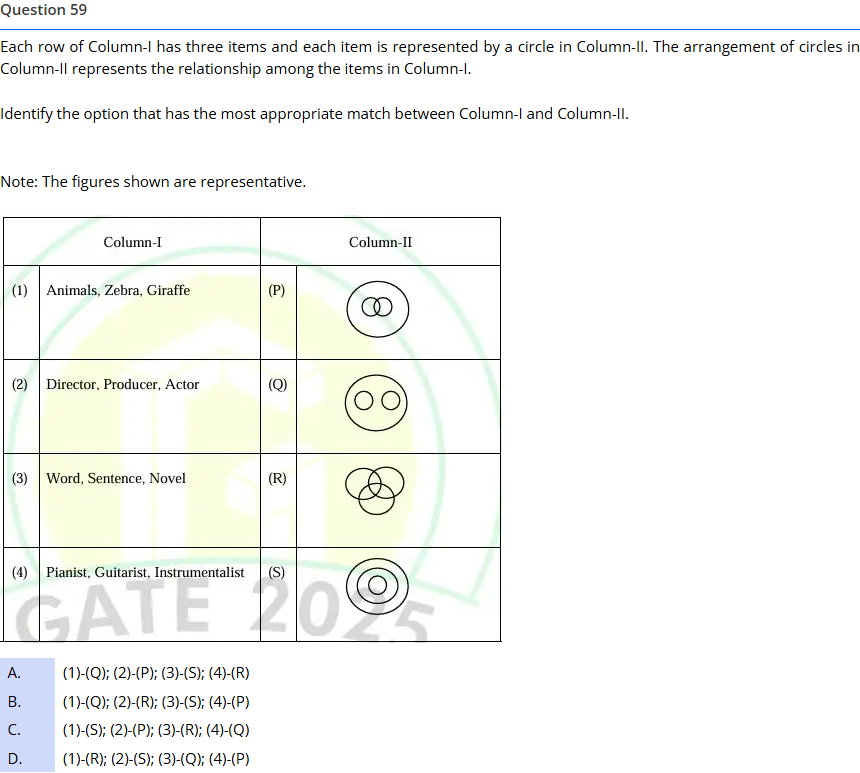 Question 59
Each row of Column-I has three items and each item is represented by a circle in Column-II. The arrangement of circles in
Column-II represents the relationship among the items in Column-I.
Identify the option that has the most appropriate match between Column-I and Column-II.
Note: The figures shown are representative.
Column-I Column-II
(1) Animals, Zebra, Giraffe (P)
(2) Director, Producer, Actor (Q)
(3) Word, Sentence, Novel (R)
(4) Pianist, Guitarist, Instrumentalist (S)
GATE 2025
A. (1)-(Q); (2)-(P); (3)-(S); (4)-(R)
B. (1)-(Q); (2)-(R); (3)-(S); (4)-(P)
C. (1)-(S); (2)-(P); (3)-(R); (4)-(Q)
D. (1)-(R); (2)-(S); (3)-(Q); (4)-(P)